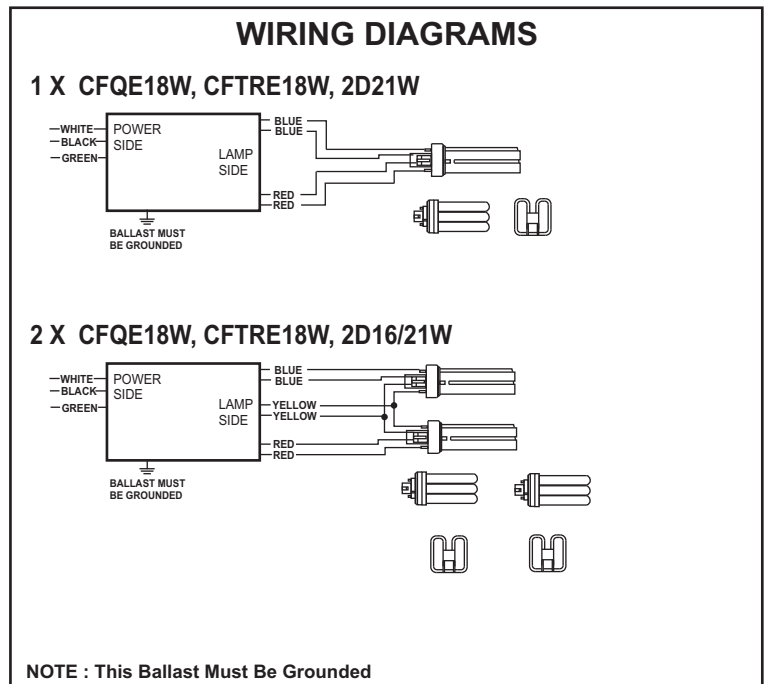 WIRING DIAGRAMS
1 X CFQE18W, CFTRE18W, 2D21W
WHITE
BLACK
GREEN
POWER
SIDE
LAMP
SIDE
BLUE
BLUE
RED
RED
BALLAST MUST
BE GROUNDED
2 X CFQE18W, CFTRE18W, 2D16/21W
WHITE
BLACK
GREEN
POWER
SIDE
LAMP
SIDE
BLUE
BLUE
YELLOW
YELLOW
RED
RED
BALLAST MUST
BE GROUNDED
NOTE : This Ballast Must Be Grounded